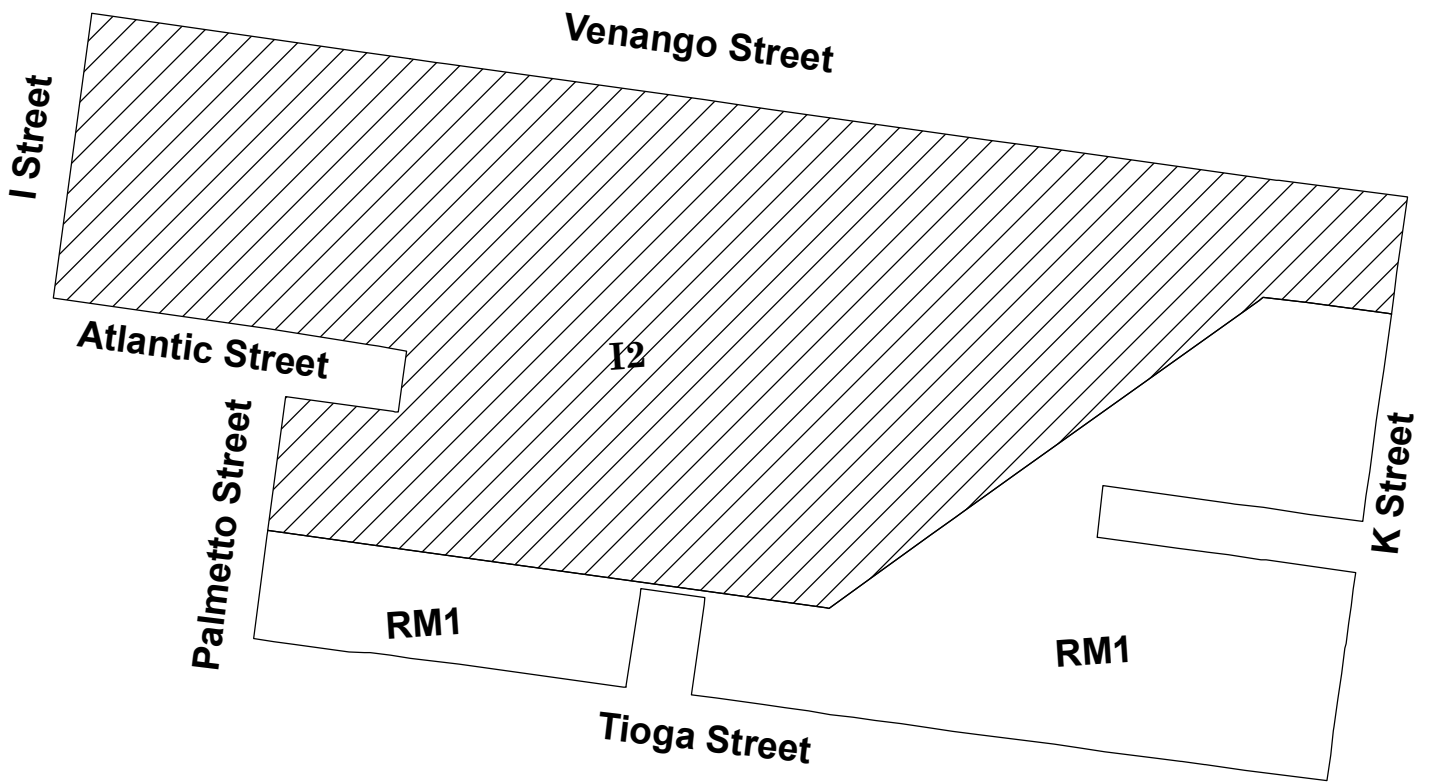 Venango Street
I Street
Atlantic Street
I2
Palmetto Street
K Street
RM1
RM1
Tioga Street